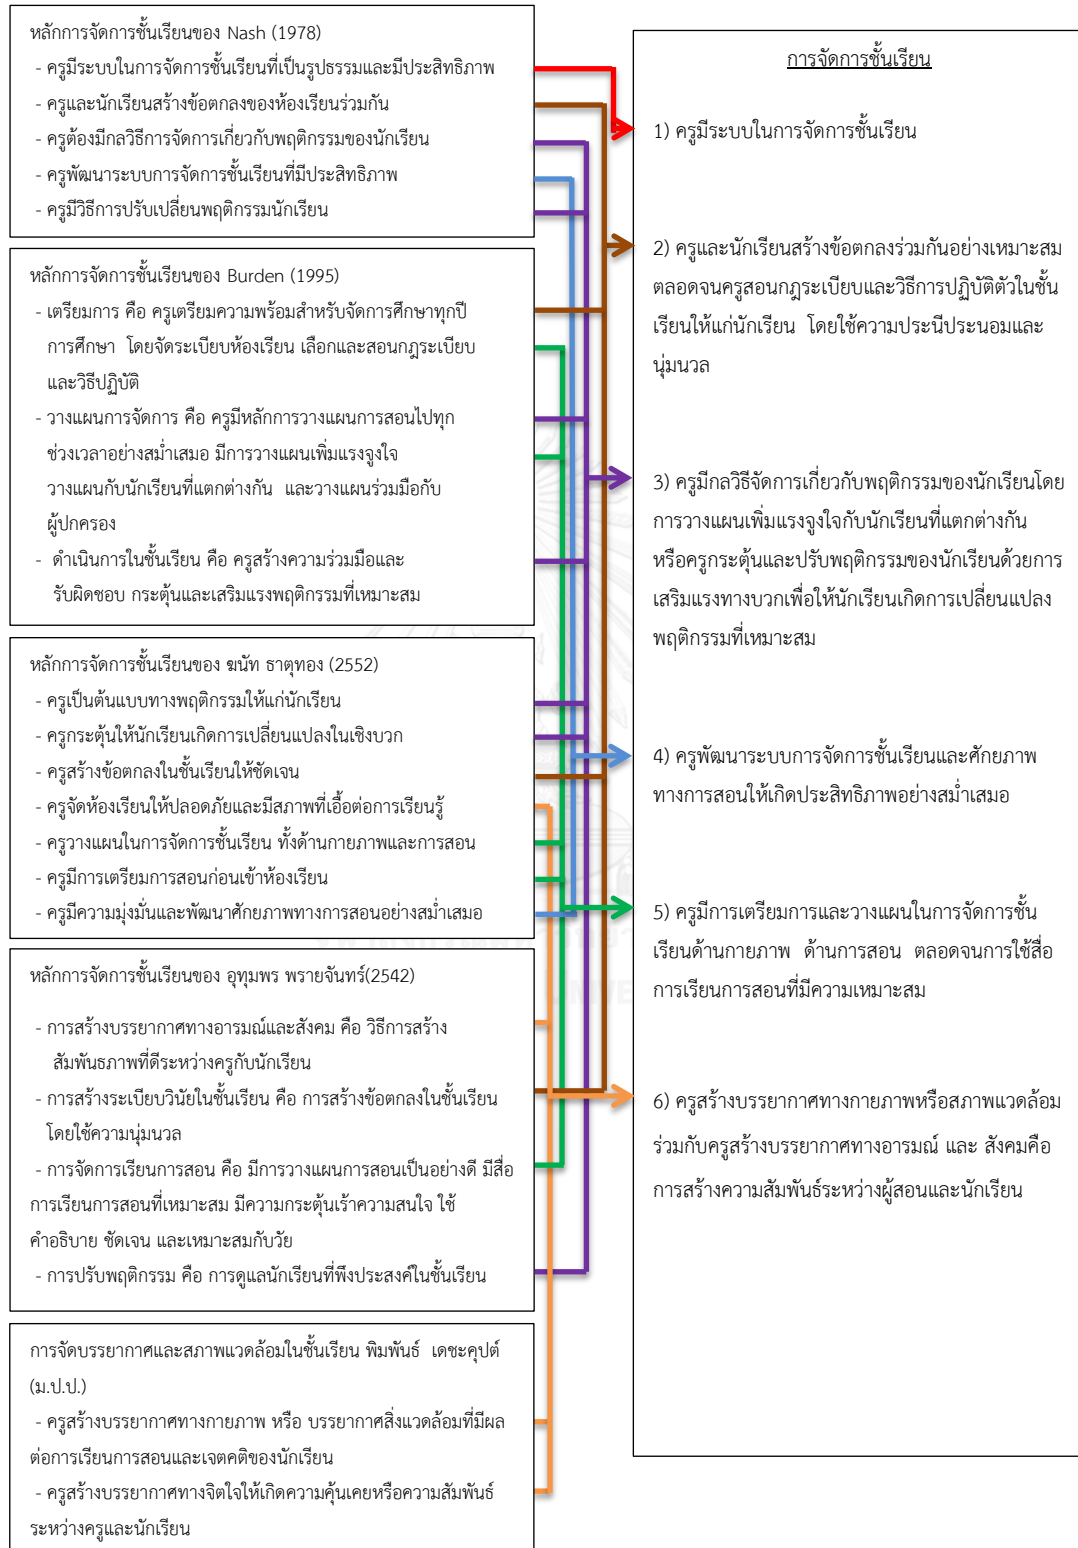 หลักการจัดการชั้นเรียนของ Nash (1978)
- ครูมีระบบในการจัดการชั้นเรียนที่เป็นรูปธรรมและมีประสิทธิภาพ
- ครูและนักเรียนสร้างข้อตกลงของห้องเรียนร่วมกัน
- ครูต้องมีกลวิธีการจัดการเกี่ยวกับพฤติกรรมของนักเรียน
- ครูพัฒนาระบบการจัดการชั้นเรียนที่มีประสิทธิภาพ
- ครูมีวิธีการปรับเปลี่ยนพฤติกรรมนักเรียน
หลักการจัดการชั้นเรียนของ Burden (1995)
- เตรียมการ คือ ครูเตรียมความพร้อมสำหรับจัดการศึกษาทุกปี
การศึกษา โดยจัดระเบียบห้องเรียน เลือกและสอนกฎระเบียบ
และวิธีปฏิบัติ
- วางแผนการจัดการ คือ ครูมีหลักการวางแผนการสอนไปทุก
ช่วงเวลาอย่างสม่ำเสมอ มีการวางแผนเพิ่มแรงจูงใจ
วางแผนกับนักเรียนที่แตกต่างกัน และวางแผนร่วมมือกับ
ผู้ปกครอง
- ดำเนินการในชั้นเรียน คือ ครูสร้างความร่วมมือและ
รับผิดชอบ กระตุ้นและเสริมแรงพฤติกรรมที่เหมาะสม
หลักการจัดการชั้นเรียนของ ฆนัท ธาตุทอง (2552)
- ครูเป็นต้นแบบทางพฤติกรรมให้แก่นักเรียน
- ครูกระตุ้นให้นักเรียนเกิดการเปลี่ยนแปลงในเชิงบวก
- ครูสร้างข้อตกลงในชั้นเรียนให้ชัดเจน
- ครูจัดห้องเรียนให้ปลอดภัยและมีสภาพที่เอื้อต่อการเรียนรู้
- ครูวางแผนในการจัดการชั้นเรียน ทั้งด้านกายภาพและการสอน
- ครูมีการเตรียมการสอนก่อนเข้าห้องเรียน
- ครูมีความมุ่งมั่นและพัฒนาศักยภาพทางการสอนอย่างสม่ำเสมอ
หลักการจัดการชั้นเรียนของ อุทุมพร พรายจันทร์(2542)
- การสร้างบรรยากาศทางอารมณ์และสังคม คือ วิธีการสร้าง
สัมพันธภาพที่ดีระหว่างครูกับนักเรียน
- การสร้างระเบียบวินัยในชั้นเรียน คือ การสร้างข้อตกลงในชั้นเรียน
โดยใช้ความนุ่มนวล
- การจัดการเรียนการสอน คือ มีการวางแผนการสอนเป็นอย่างดี มีสื่อ
การเรียนการสอนที่เหมาะสม มีความกระตุ้นเร้าความสนใจ ใช้
คำอธิบาย ชัดเจน และเหมาะสมกับวัย
- การปรับพฤติกรรม คือ การดูแลนักเรียนที่พึงประสงค์ในชั้นเรียน
การจัดบรรยากาศและสภาพแวดล้อมในชั้นเรียน พิมพันธ์ เดชะคุปต์
(ม.ป.ป.)
- ครูสร้างบรรยากาศทางกายภาพ หรือ บรรยากาศสิ่งแวดล้อมที่มีผล
ต่อการเรียนการสอนและเจตคติของนักเรียน
- ครูสร้างบรรยากาศทางจิตใจให้เกิดความคุ้นเคยหรือความสัมพันธ์
ระหว่างครูและนักเรียน
การจัดการชั้นเรียน
1) ครูมีระบบในการจัดการชั้นเรียน
2) ครูและนักเรียนสร้างข้อตกลงร่วมกันอย่างเหมาะสม
ตลอดจนครูสอนกฎระเบียบและวิธีการปฏิบัติตัวในชั้น
เรียนให้แก่นักเรียน โดยใช้ความประนีประนอมและ
นุ่มนวล
3) ครูมีกลวิธีจัดการเกี่ยวกับพฤติกรรมของนักเรียนโดย
การวางแผนเพิ่มแรงจูงใจกับนักเรียนที่แตกต่างกัน
หรือครูกระตุ้นและปรับพฤติกรรมของนักเรียนด้วยการ
เสริมแรงทางบวกเพื่อให้นักเรียนเกิดการเปลี่ยนแปลง
พฤติกรรมที่เหมาะสม
4) ครูพัฒนาระบบการจัดการชั้นเรียนและศักยภาพ
ทางการสอนให้เกิดประสิทธิภาพอย่างสม่ำเสมอ
5) ครูมีการเตรียมการและวางแผนในการจัดการชั้น
เรียนด้านกายภาพ ด้านการสอน ตลอดจนการใช้สื่อ
การเรียนการสอนที่มีความเหมาะสม
6) ครูสร้างบรรยากาศทางกายภาพหรือสภาพแวดล้อม
ร่วมกับครูสร้างบรรยากาศทางอารมณ์ และ สังคมคือ
การสร้างความสัมพันธ์ระหว่างผู้สอนและนักเรียน